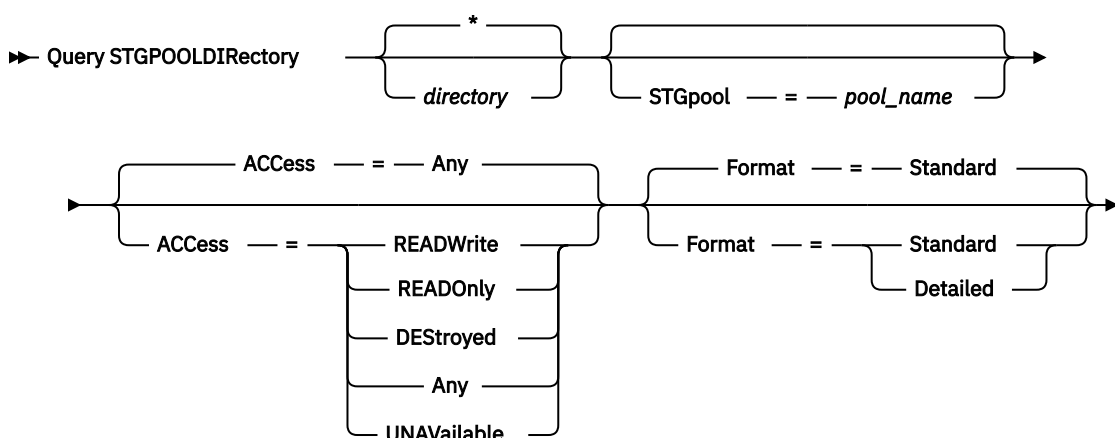 *
Query STGPOOLDIRectory
directory
STGpool = pool_name
ACCess = Any
Format = Standard
ACCess = READWrite
Format = Standard
READOnly
Detailed
DEStroyed
Any
UNAVailable